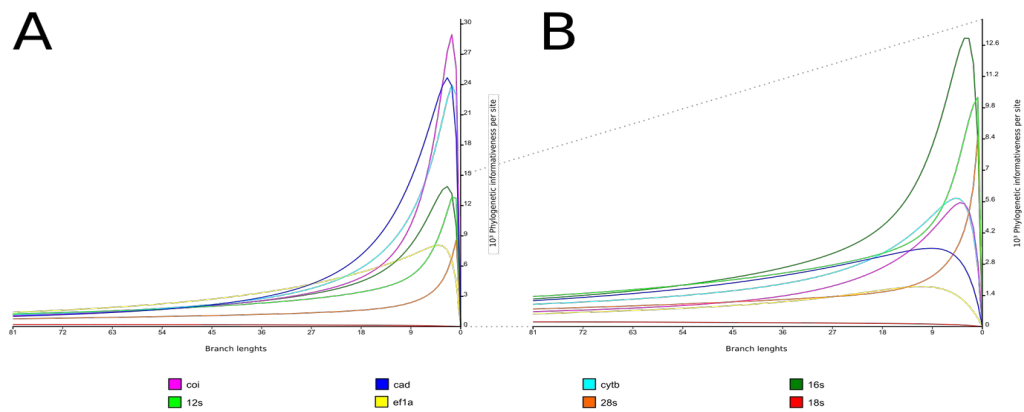 A
B
30
27
24
21
18
15
12
9
6
3
0
10³ Phylogenetic informativeness per site
81
72
63
54
45
36
27
18
9
0
Branch lenghts
12.6
11.2
9.8
8.4
7
5.6
4.2
2.8
1.4
0
10³ Phylogenetic informativeness per site
81
72
63
54
45
36
27
18
9
0
Branch lenghts
coi
cad
cytb
16s
12s
ef1a
28s
18s